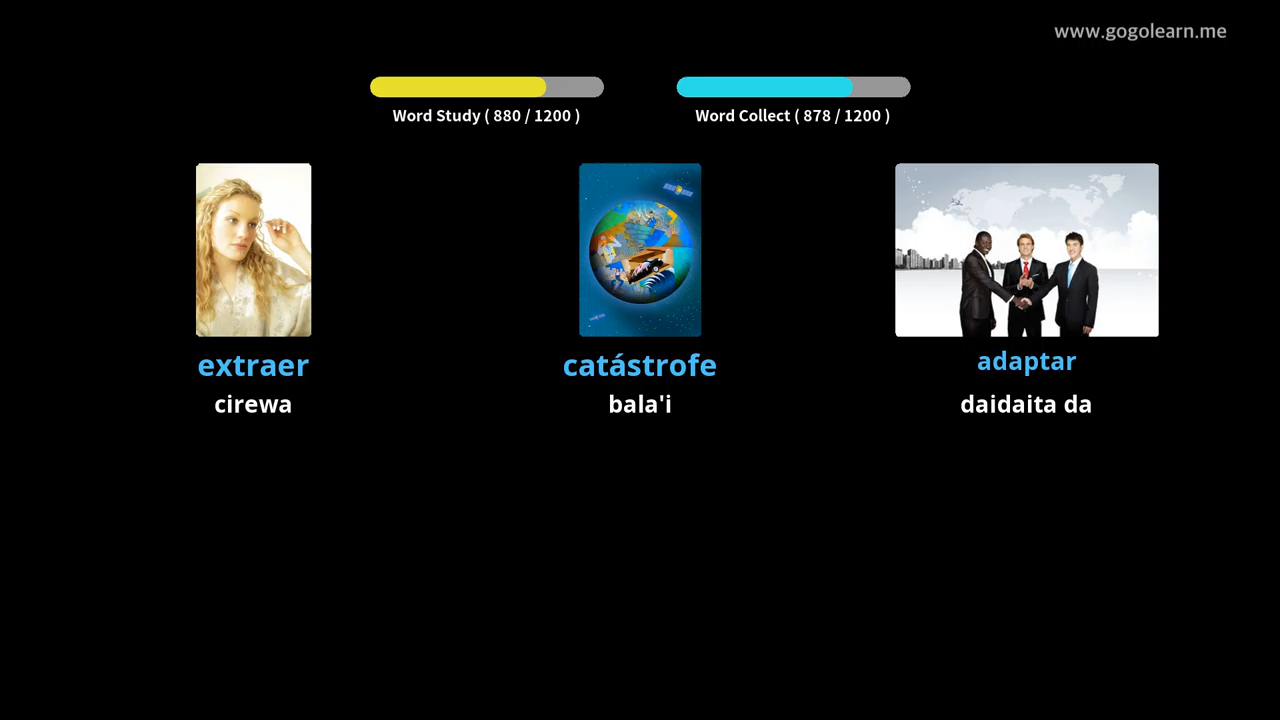 www.gogolearn.me
Word Study ( 880 / 1200 )
Word Collect ( 878 / 1200 )
extraer
catástrofe
adaptar
cirewa
bala'i
daidaita da